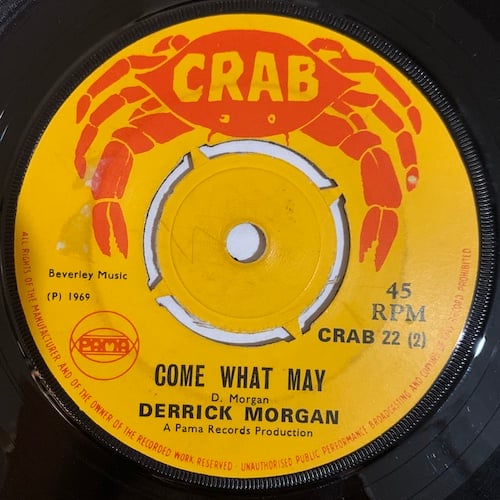 CRAB
Beverley Music
(P) 1969
45
RPM
CRAB 22 (2)
PAMA
COME WHAT MAY
D. Morgan
DERRICK MORGAN
A Pama Records Production
ALL RIGHTS OF THE MANUFACTURER AND OF THE OWNER OF THE RECORDED WORK RESERVED · UNAUTHORISED PUBLIC PERFORMANCE BROADCASTING AND COPYING OF THIS RECORD PROHIBITED